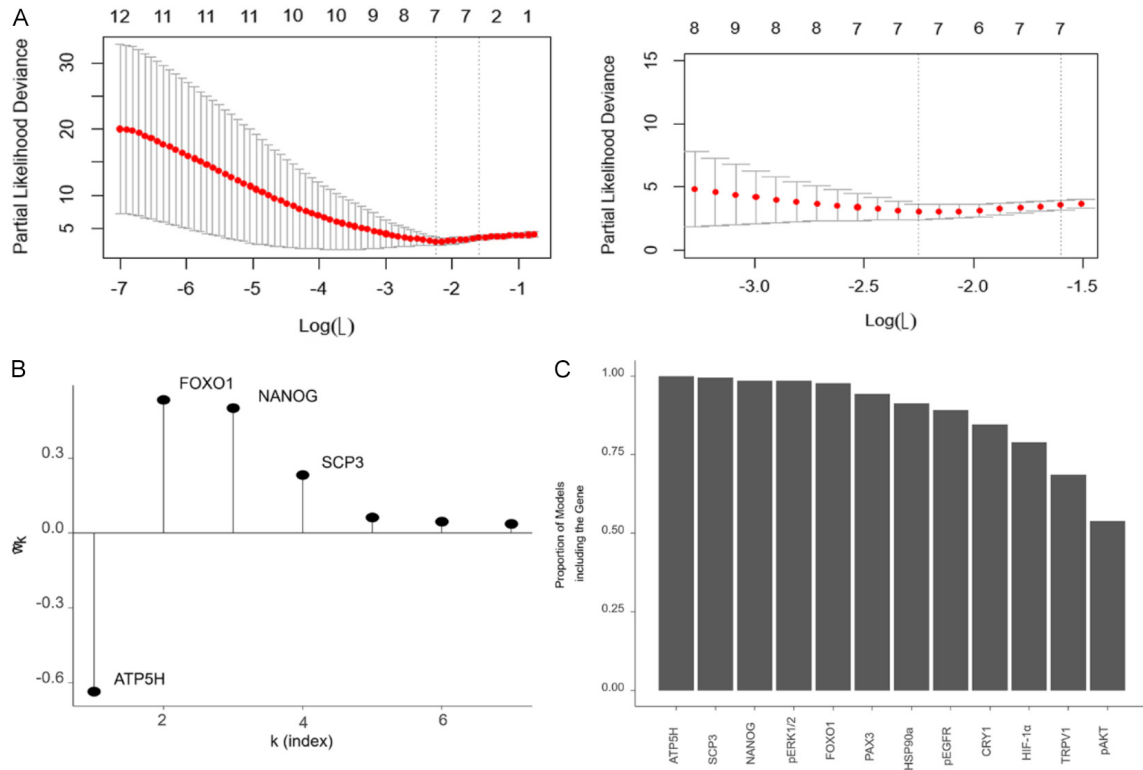 A
12 11 11 11 10 10 9 8 7 7 2 1
Partial Likelihood Deviance
30
20
10
5
-7 -6 -5 -4 -3 -2 -1
Log(L)
8 9 8 8 7 7 7 6 7 7
Partial Likelihood Deviance
15
10
5
0
-3.0 -2.5 -2.0 -1.5
Log(L)
B
FOXO1
NANOG
SCP3
ATP5H
0.3
0.0
-0.3
-0.6
2 4 6
k (index)
C
Proportion of Models
including the Gene
1.00
0.75
0.50
0.25
0.00
ATP5H
SCP3
NANOG
pERK1/2
FOXO1
PAX3
HSP90a
pEGFR
CRY1
HIF-1α
TRPV1
pAKT